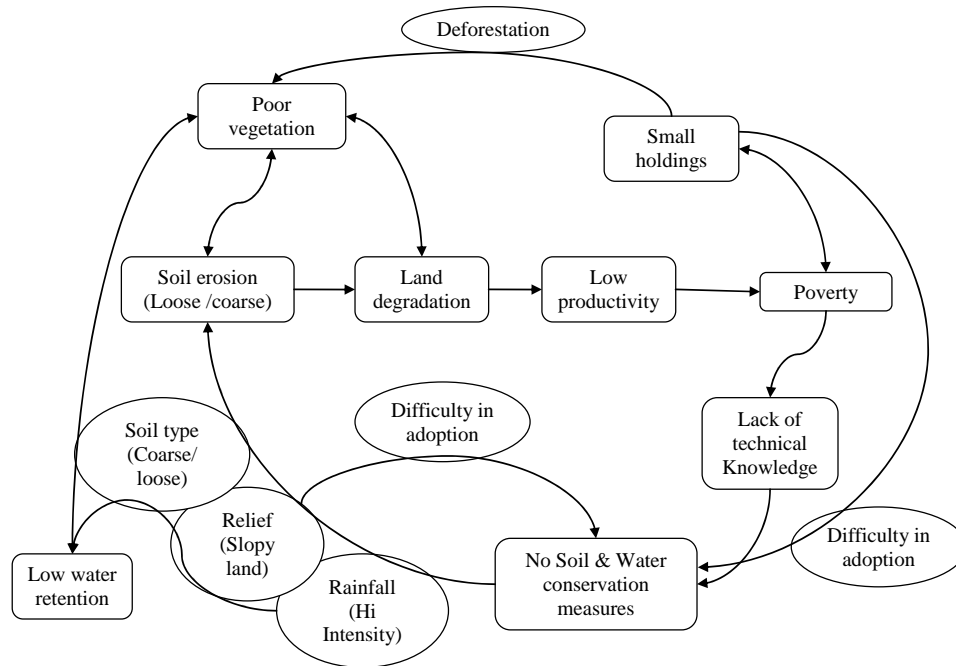 Deforestation
Poor
vegetation
Small
holdings
Soil erosion
(Loose /coarse)
Land
degradation
Low
productivity
Poverty
Difficulty in
adoption
Lack of
technical
Knowledge
Soil type
(Coarse/
loose)
Relief
(Slopy
land)
Rainfall
(Hi
Intensity)
Low water
retention
No Soil & Water
conservation
measures
Difficulty in
adoption